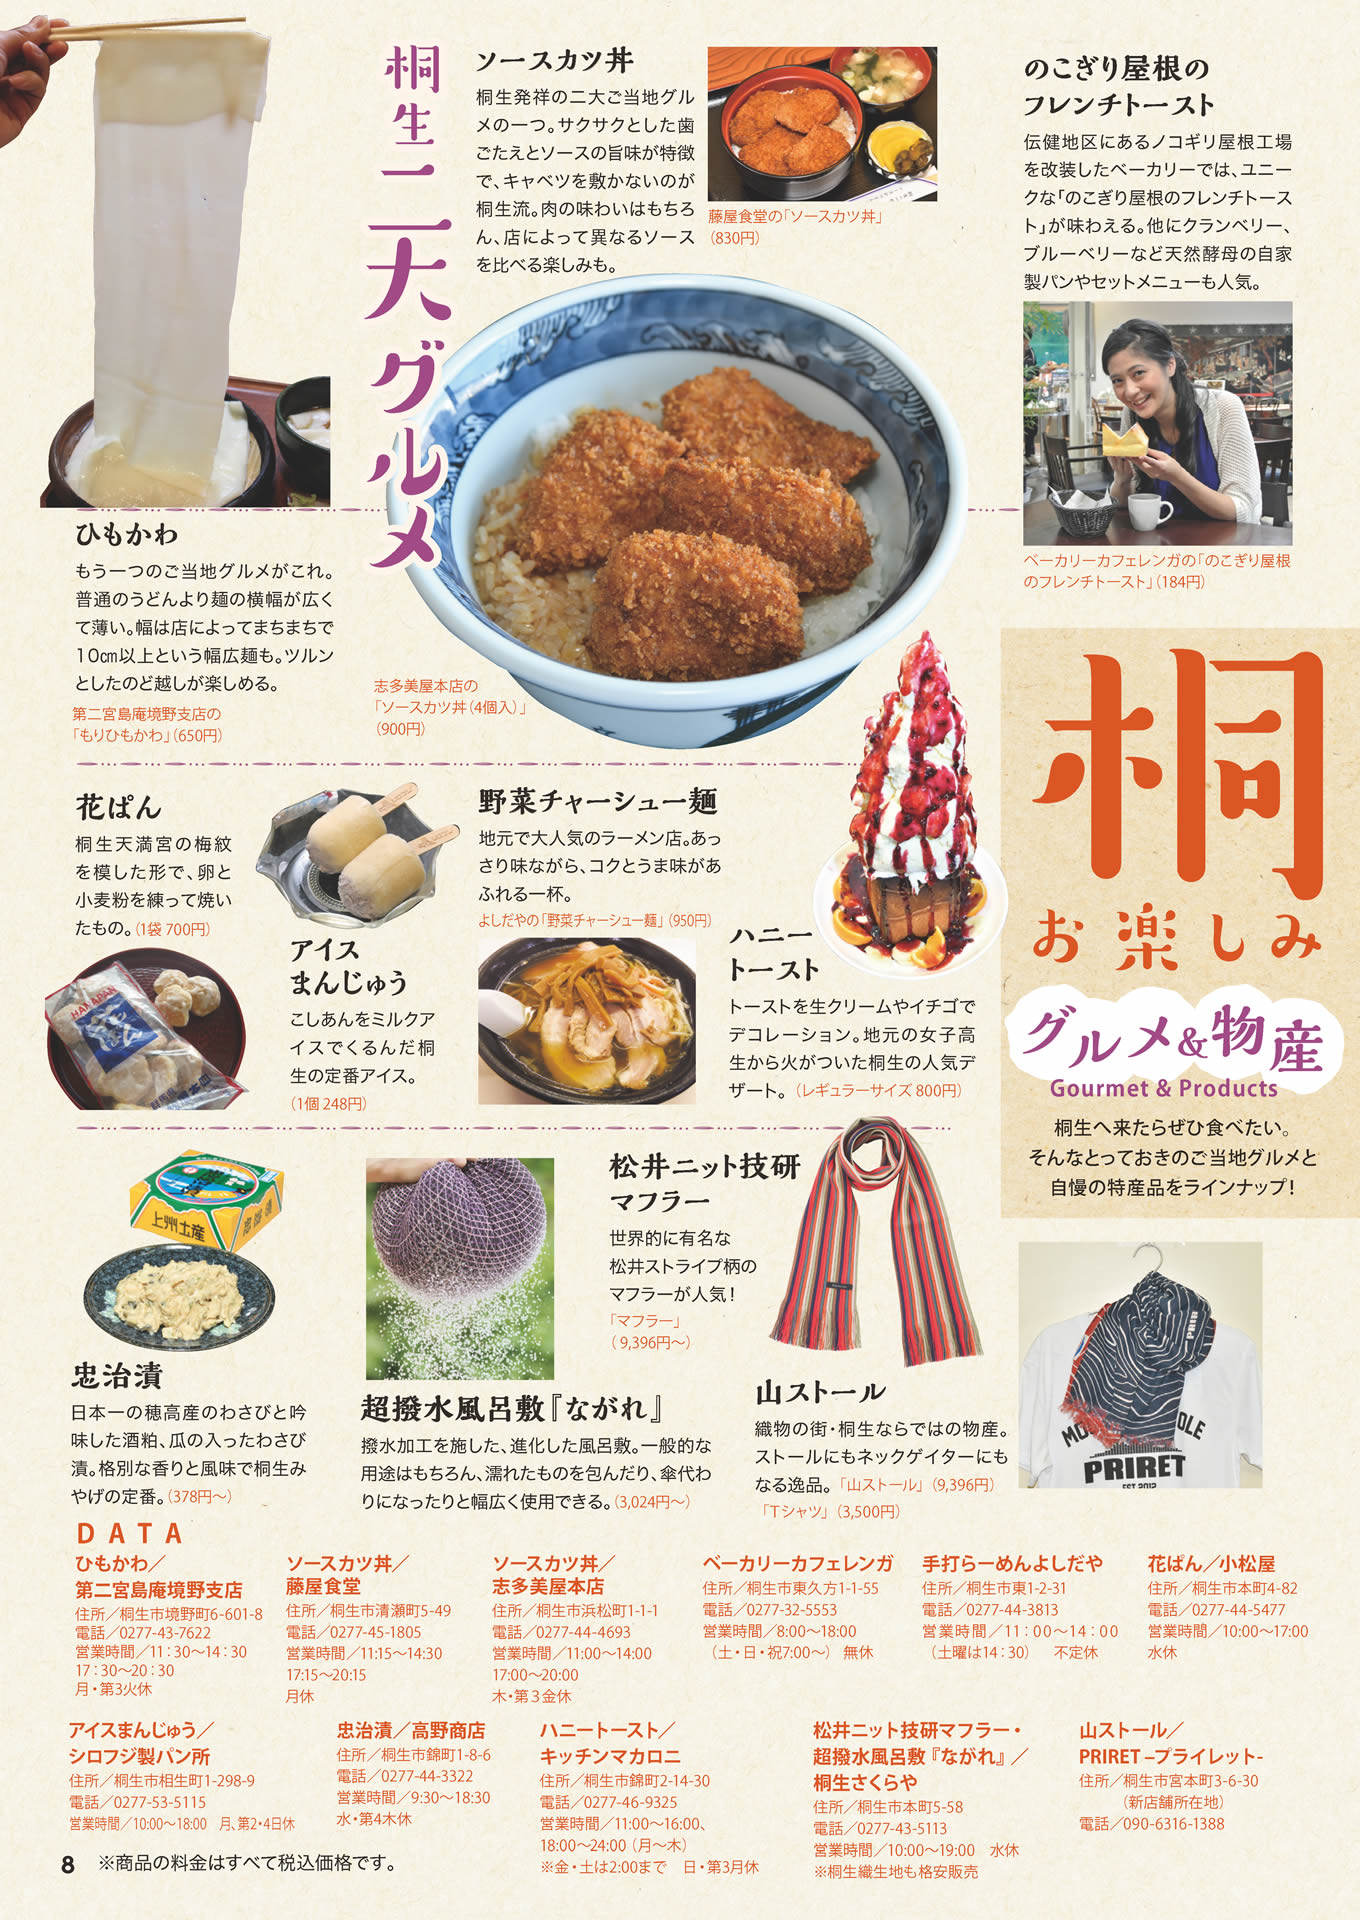 桐生二大グルメ
ソースカツ丼
桐生発祥の二大ご当地グル
メの一つ。サクサクとした歯
ごたえとソースの旨味が特徴
で、キャベツを敷かないのが
桐生流。肉の味わいはもちろ
ん、店によって異なるソース
を比べる楽しみも。
藤屋食堂の「ソースカツ丼」
(830円)
のこぎり屋根の
フレンチトースト
伝健地区にあるノコギリ屋根工場
を改装したベーカリーでは、ユニー
クな「のこぎり屋根のフレンチトース
ト」が味わえる。他にクランベリー、
ブルーベリーなど天然酵母の自家
製パンやセットメニューも人気。
ベーカリーカフェレンガの「のこぎり屋根
のフレンチトースト」(184円)
ひもかわ
もう一つのご当地グルメがこれ。
普通のうどんより麺の横幅が広く
て薄い。幅は店によってまちまちで
10㎝以上という幅広麺も。ツルン
としたのど越しが楽しめる。
第二宮島庵境野支店の
「もりひもかわ」(650円)
志多美屋本店の
「ソースカツ丼(4個入)」
(900円)
桐
お楽しみ
グルメ&物産
Gourmet & Products
桐生へ来たらぜひ食べたい。
そんなとっておきのご当地グルメと
自慢の特産品をラインナップ!
花ぱん
桐生天満宮の梅紋
を模した形で、卵と
小麦粉を練って焼い
たもの。(1袋 700円)
HANAPAN
アイス
まんじゅう
こしあんをミルクア
イスでくるんだ桐
生の定番アイス。
(1個 248円)
野菜チャーシュー麺
地元で大人気のラーメン店。あっ
さり味ながら、コクとうま味があ
ふれる一杯。
よしだやの「野菜チャーシュー麺」(950円)
ハニー
トースト
トーストを生クリームやイチゴで
デコレーション。地元の女子高
生から火がついた桐生の人気デ
ザート。(レギュラーサイズ 800円)
上州土産
忠治漬
日本一の穂高産のわさびと吟
味した酒粕、瓜の入ったわさび
漬。格別な香りと風味で桐生み
やげの定番。(378円〜)
超撥水風呂敷『ながれ』
撥水加工を施した、進化した風呂敷。一般的な
用途はもちろん、濡れたものを包んだり、傘代わ
りになったりと幅広く使用できる。(3,024円〜)
松井ニット技研
マフラー
世界的に有名な
松井ストライプ柄の
マフラーが人気!
「マフラー」
(9,396円〜)
山ストール
織物の街・桐生ならではの物産。
ストールにもネックゲイターにも
なる逸品。「山ストール」(9,396円)
「Tシャツ」(3,500円)
PRIRET
EST 2012
DATA
ひもかわ/
第二宮島庵境野支店
住所/桐生市境野町6-601-8
電話/0277-43-7622
営業時間/11:30〜14:30
17:30〜20:30
月・第3火休
ソースカツ丼/
藤屋食堂
住所/桐生市清瀬町5-49
電話/0277-45-1805
営業時間/11:15〜14:30
17:15〜20:15
月休
ソースカツ丼/
志多美屋本店
住所/桐生市浜松町1-1-1
電話/0277-44-4693
営業時間/11:00〜14:00
17:00〜20:00
木・第3金休
ベーカリーカフェレンガ
住所/桐生市東久方1-1-55
電話/0277-32-5553
営業時間/8:00〜18:00
(土・日・祝7:00〜) 無休
手打らーめんよしだや
住所/桐生市東1-2-31
電話/0277-44-3813
営業時間/11:00〜14:00
(土曜は14:30) 不定休
花ぱん/小松屋
住所/桐生市本町4-82
電話/0277-44-5477
営業時間/10:00〜17:00
水休
アイスまんじゅう/
シロフジ製パン所
住所/桐生市相生町1-298-9
電話/0277-53-5115
営業時間/10:00〜18:00 月、第2・4日休
忠治漬/高野商店
住所/桐生市錦町1-8-6
電話/0277-44-3322
営業時間/9:30〜18:30
水・第4木休
ハニートースト/
キッチンマカロニ
住所/桐生市錦町2-14-30
電話/0277-46-9325
営業時間/11:00〜16:00、
18:00〜24:00 (月〜木)
※金・土は2:00まで 日・第3月休
松井ニット技研マフラー・
超撥水風呂敷『ながれ』/
桐生さくらや
住所/桐生市本町5-58
電話/0277-43-5113
営業時間/10:00〜19:00 水休
※桐生織生地も格安販売
山ストール/
PRIRET –プライレット-
住所/桐生市宮本町3-6-30
(新店舗所在地)
電話/090-6316-1388
8 ※商品の料金はすべて税込価格です。